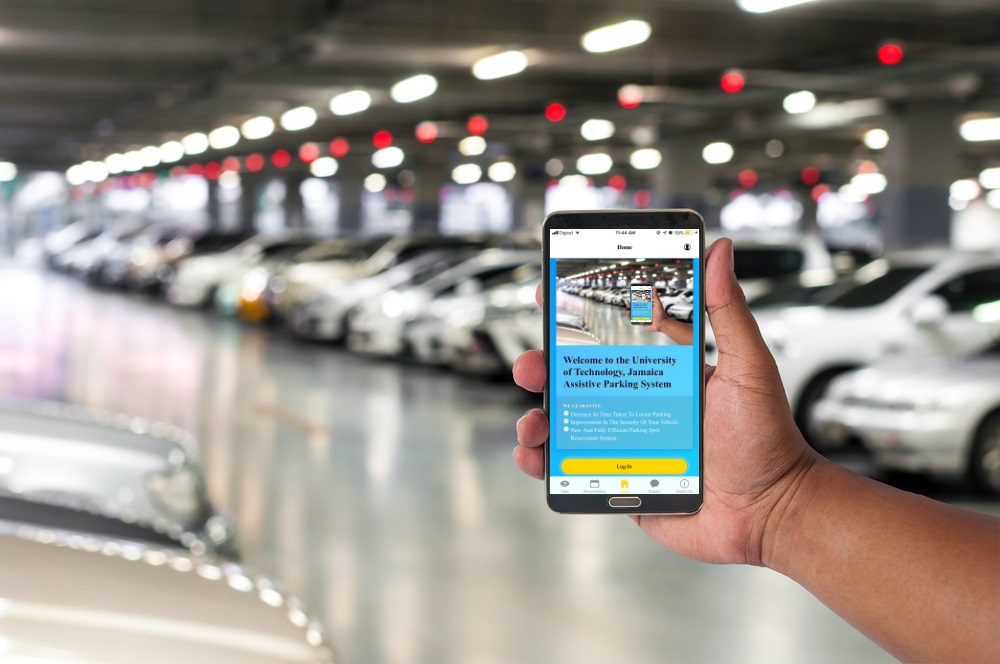 Digicel 11:44 AM 59%
Home
Welcome to the University
of Technology, Jamaica
Assistive Parking System
WE GUARANTEE
Decrease In Time Taken To Locate Parking.
Improvement In The Security Of Your Vehicle.
New And Fully Efficient Parking Spot
Reservation System.
Log-In